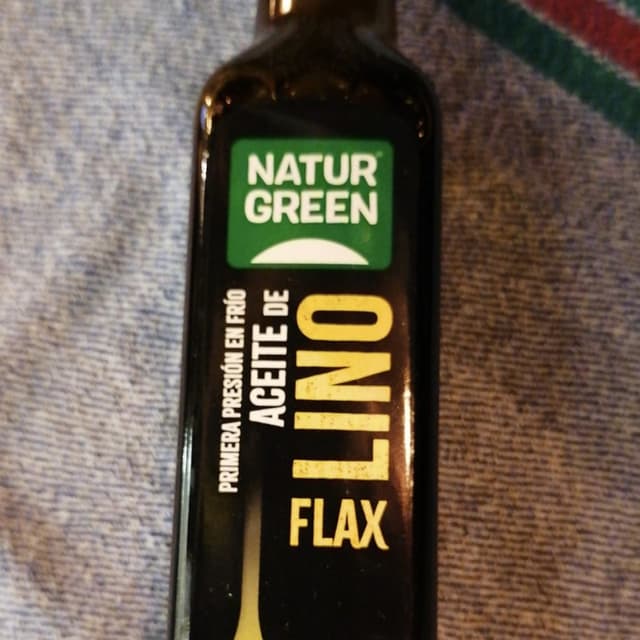 NATUR
GREEN
PRIMERA PRESIÓN EN FRÍO
ACEITE DE
LINO
FLAX